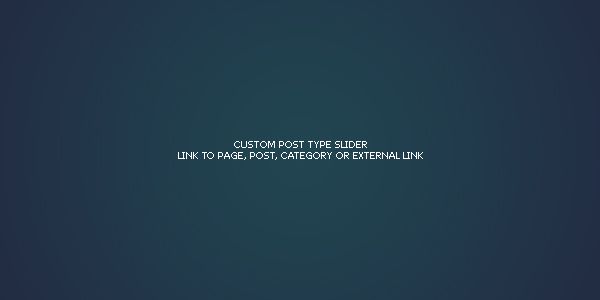 CUSTOM POST TYPE SLIDER
LINK TO PAGE, POST, CATEGORY OR EXTERNAL LINK